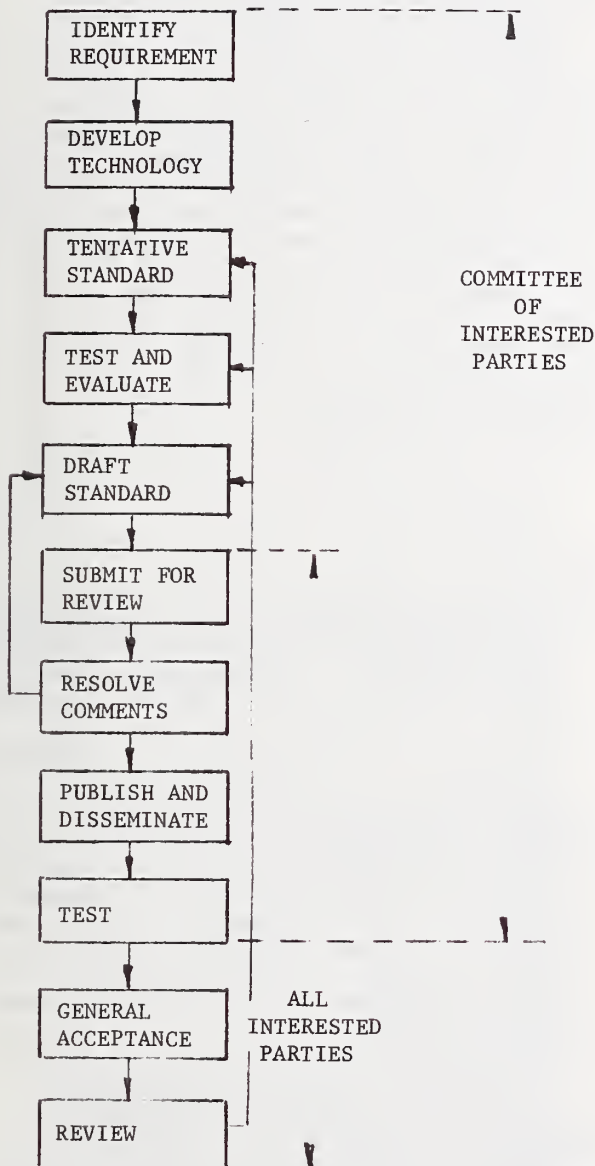 IDENTIFY
REQUIREMENT
DEVELOP
TECHNOLOGY
TENTATIVE
STANDARD
COMMITTEE
OF
INTERESTED
PARTIES
TEST AND
EVALUATE
DRAFT
STANDARD
SUBMIT FOR
REVIEW
RESOLVE
COMMENTS
PUBLISH AND
DISSEMINATE
TEST
GENERAL
ACCEPTANCE
ALL
INTERESTED
PARTIES
REVIEW